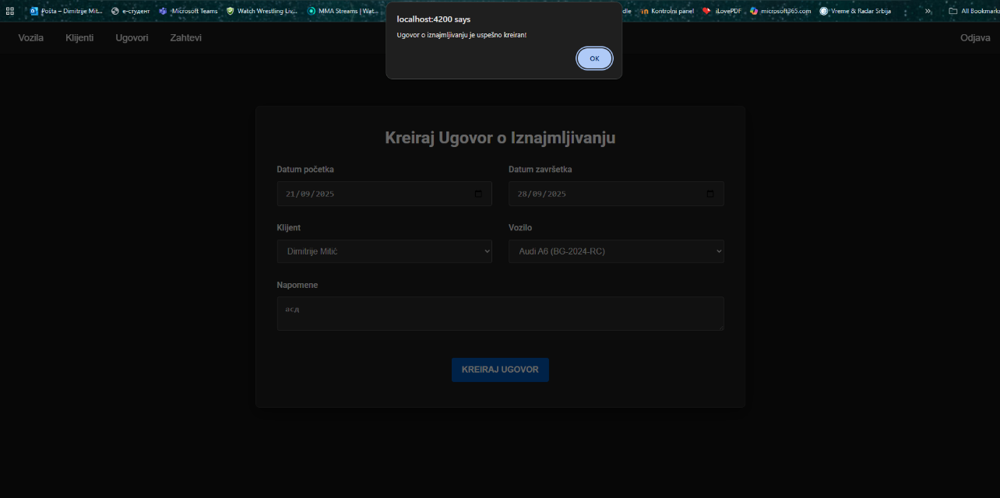 Pošta – Dimitrije Mit... е-студент Microsoft Teams Watch Wrestling Liv... MMA Streams | Wat... dle Kontrolni panel iLovePDF microsoft365.com Vreme & Radar Srbija » All Bookmarks
localhost:4200 says
Ugovor o iznajmljivanju je uspešno kreiran!
OK
Vozila Klijenti Ugovori Zahtevi Odjava
Kreiraj Ugovor o Iznajmljivanju
Datum početka Datum završetka
21/09/2025 28/09/2025
Klijent Vozilo
Dimitrije Mitić Audi A6 (BG-2024-RC)
Napomene
асд
KREIRAJ UGOVOR